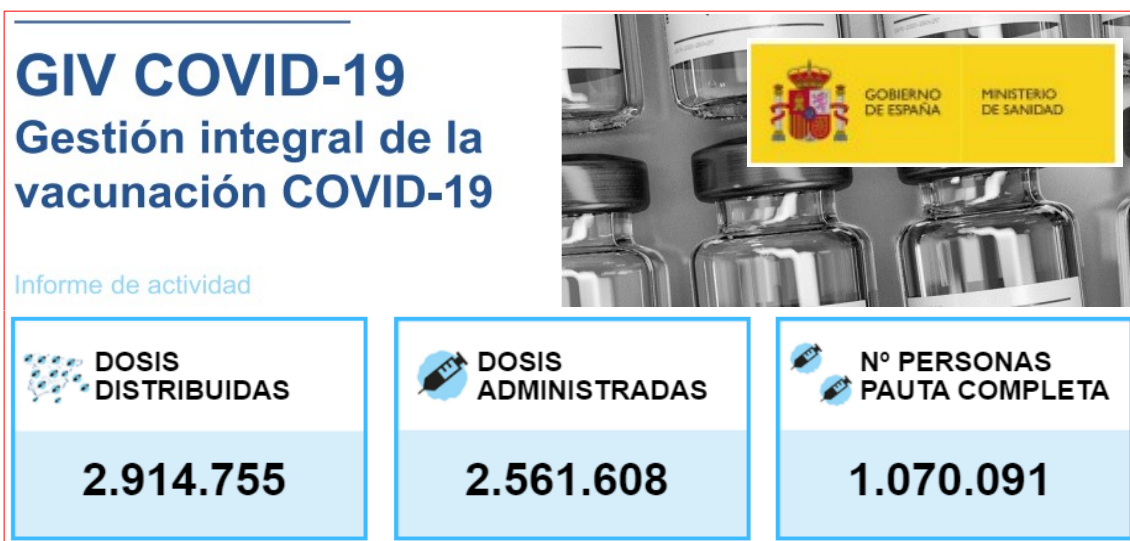 GIV COVID-19
Gestión integral de la
vacunación COVID-19
Informe de actividad
GOBIERNO
DE ESPAÑA
MINISTERIO
DE SANIDAD
DOSIS
DISTRIBUIDAS
2.914.755
DOSIS
ADMINISTRADAS
2.561.608
Nº PERSONAS
PAUTA COMPLETA
1.070.091